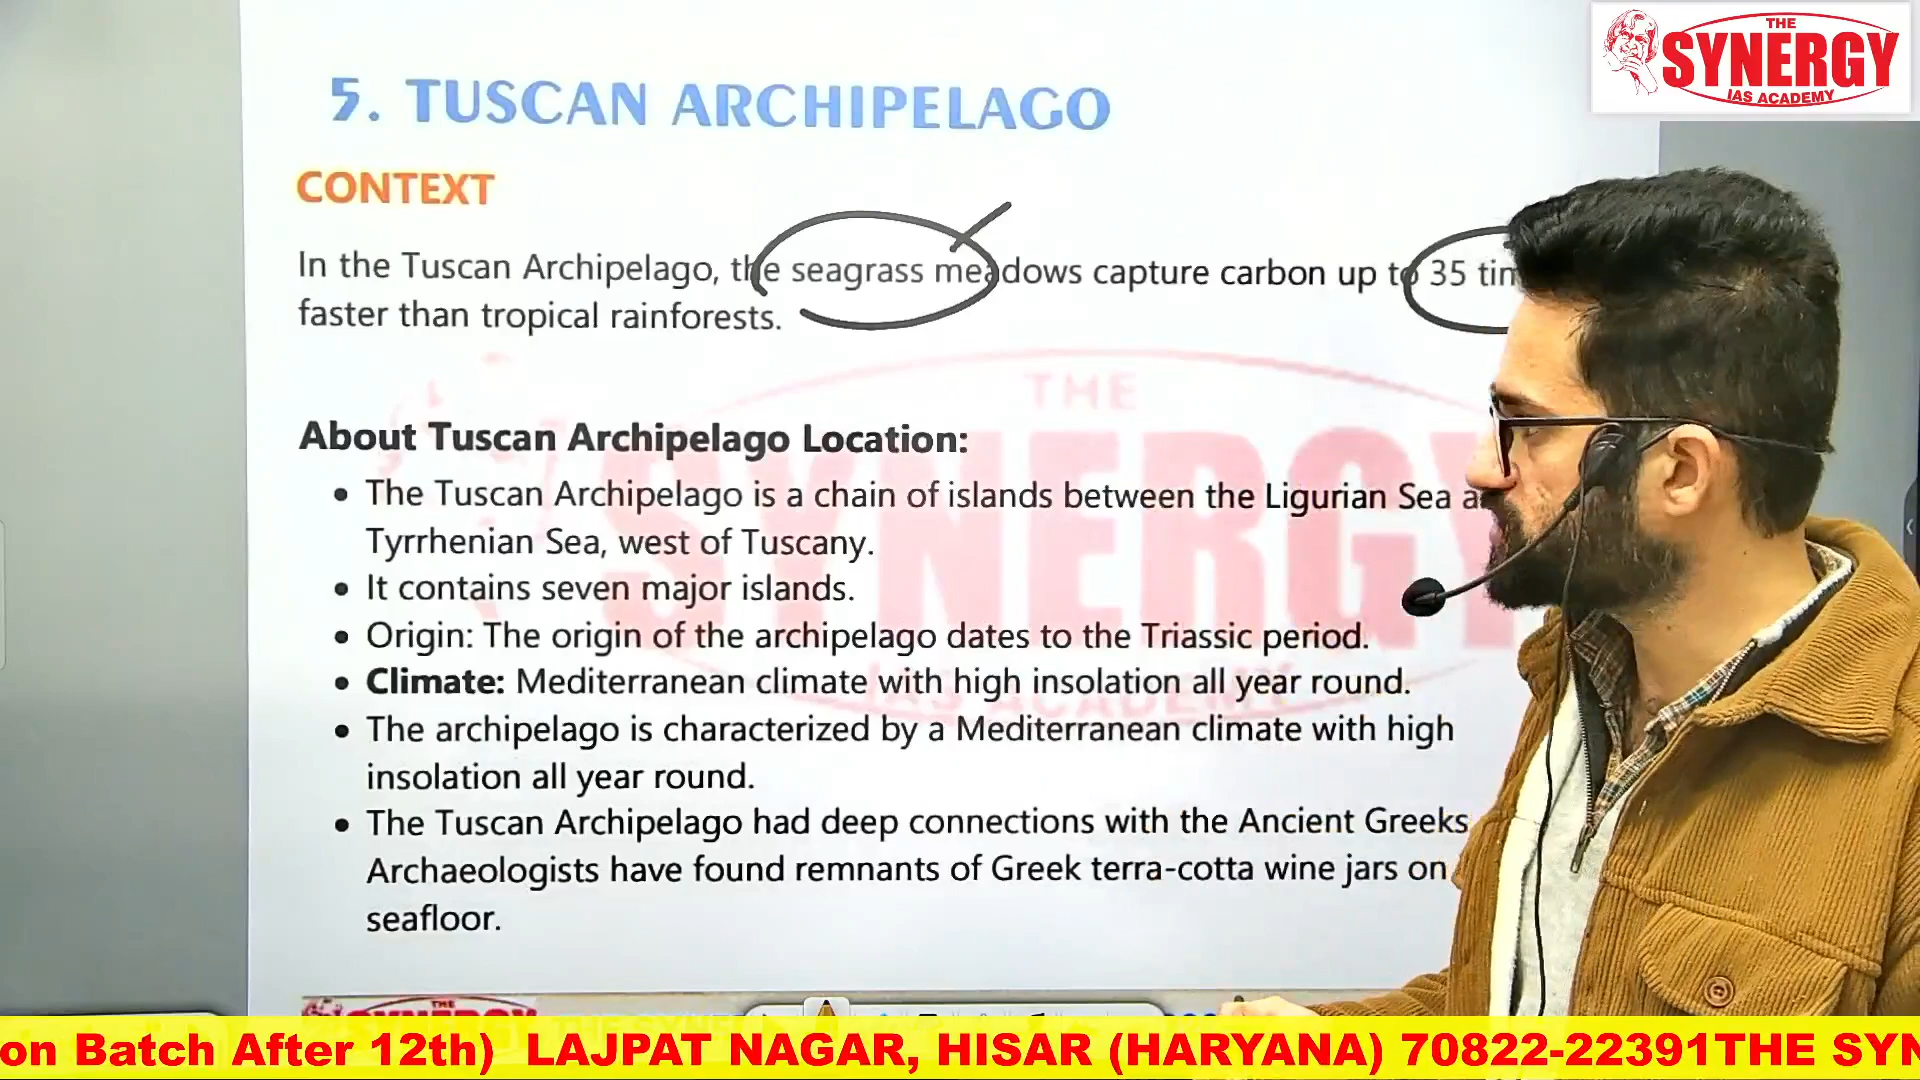 THE
SYNERGY
IAS ACADEMY
5. TUSCAN ARCHIPELAGO
CONTEXT
In the Tuscan Archipelago, the seagrass meadows capture carbon up to 35
faster than tropical rainforests.
THE
SYNERGY
IAS ACADEMY
About Tuscan Archipelago Location:
• The Tuscan Archipelago is a chain of islands between the Ligurian Sea
Tyrrhenian Sea, west of Tuscany.
• It contains seven major islands.
• Origin: The origin of the archipelago dates to the Triassic period.
• Climate: Mediterranean climate with high insolation all year round.
• The archipelago is characterized by a Mediterranean climate with high
insolation all year round.
• The Tuscan Archipelago had deep connections with the Ancient Greeks
Archaeologists have found remnants of Greek terra-cotta wine jars on
seafloor.
THE
on Batch After 12th) LAJPAT NAGAR, HISAR (HARYANA) 70822-22391THE SYN